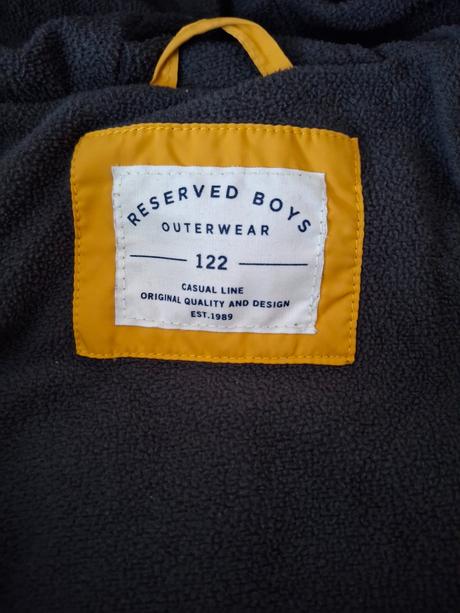 RESERVED BOYS
OUTERWEAR
122
CASUAL LINE
ORIGINAL QUALITY AND DESIGN
EST.1989